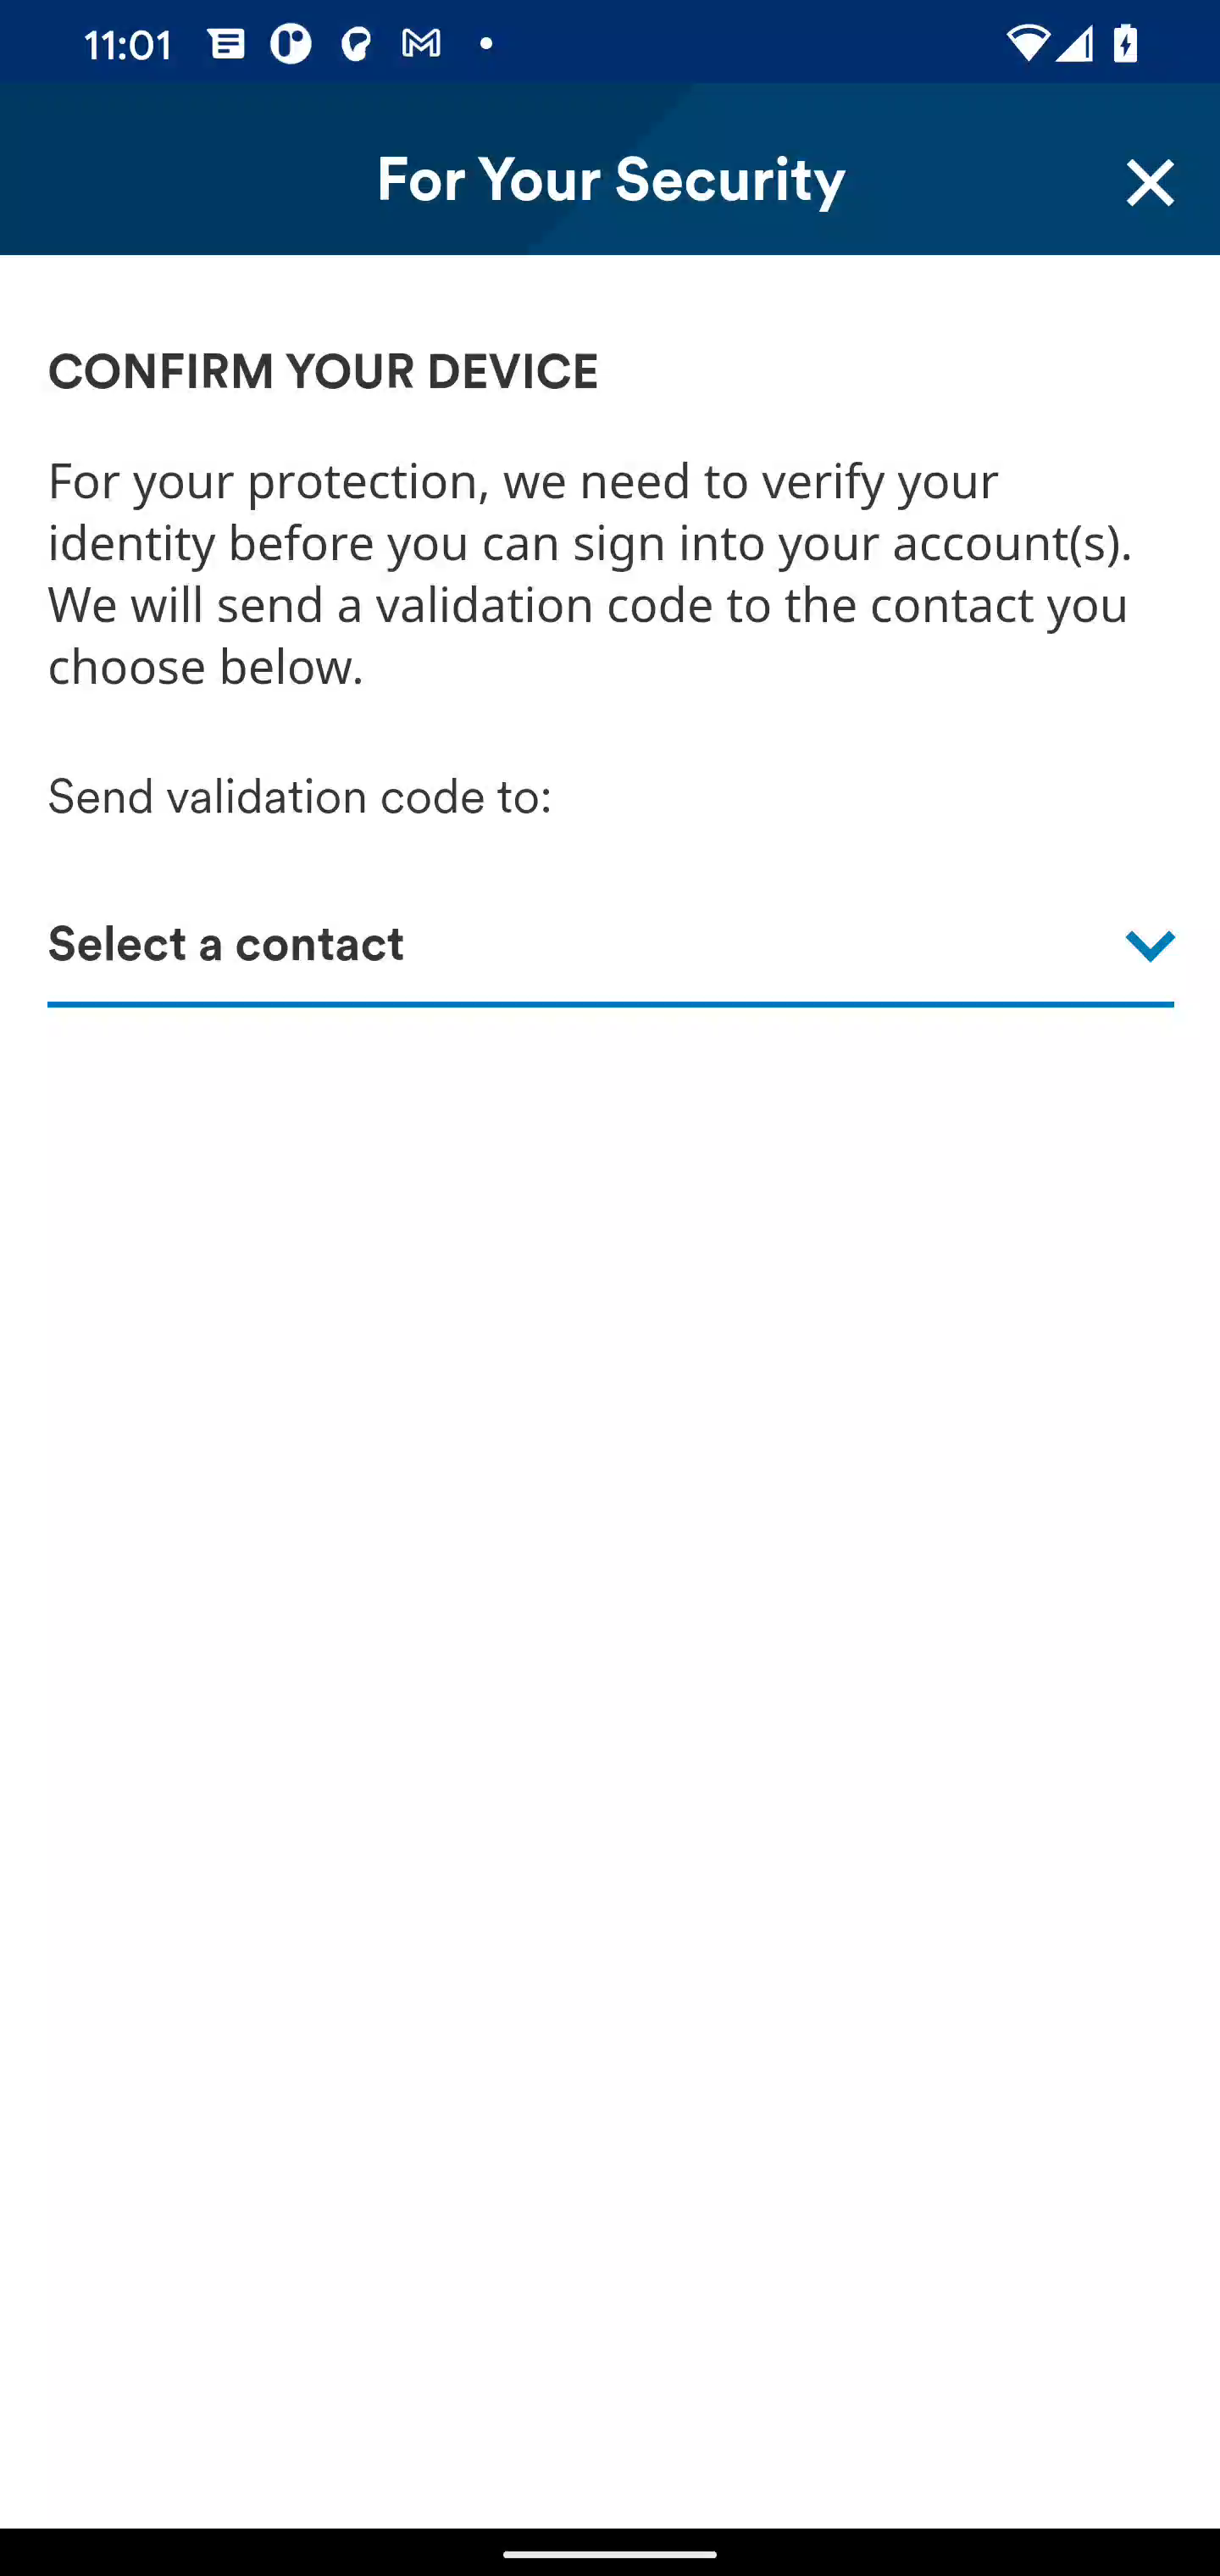 11:01
For Your Security
CONFIRM YOUR DEVICE
For your protection, we need to verify your
identity before you can sign into your account(s).
We will send a validation code to the contact you
choose below.
Send validation code to:
Select a contact